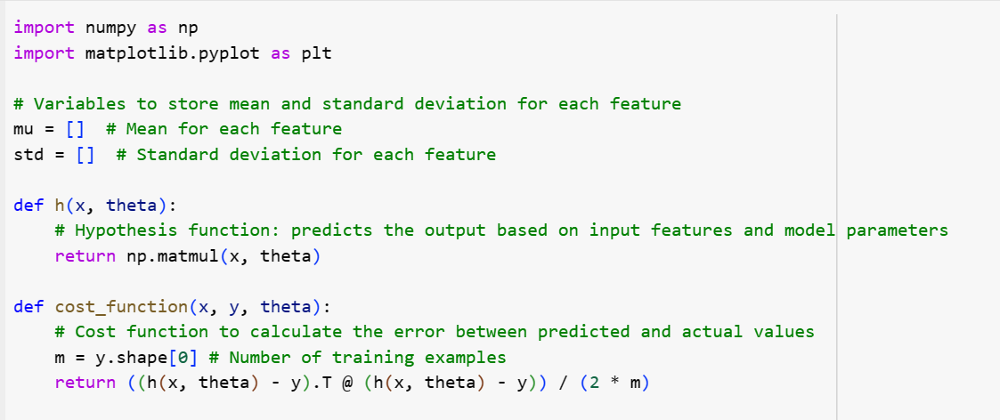 import numpy as np
import matplotlib.pyplot as plt
# Variables to store mean and standard deviation for each feature
mu = []  # Mean for each feature
std = []  # Standard deviation for each feature
def h(x, theta):
    # Hypothesis function: predicts the output based on input features and model parameters
    return np.matmul(x, theta)
def cost_function(x, y, theta):
    # Cost function to calculate the error between predicted and actual values
    m = y.shape[0] # Number of training examples
    return ((h(x, theta) - y).T @ (h(x, theta) - y)) / (2 * m)